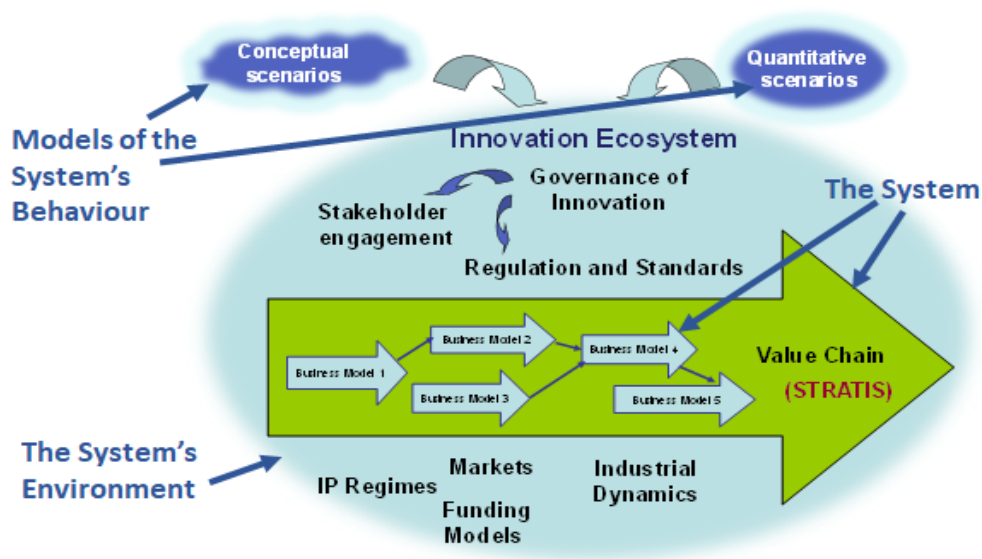 Conceptual
scenarios
Quantitative
scenarios
Models of the
System's
Behaviour
Innovation Ecosystem
Governance of
Innovation
The System
Stakeholder
engagement
Regulation and Standards
Business Model 2
Business Model 4
Business Model 1
Value Chain
(STRATIS)
Business Model 3
Business Model 5
The System's
Environment
IP Regimes
Markets
Funding
Models
Industrial
Dynamics